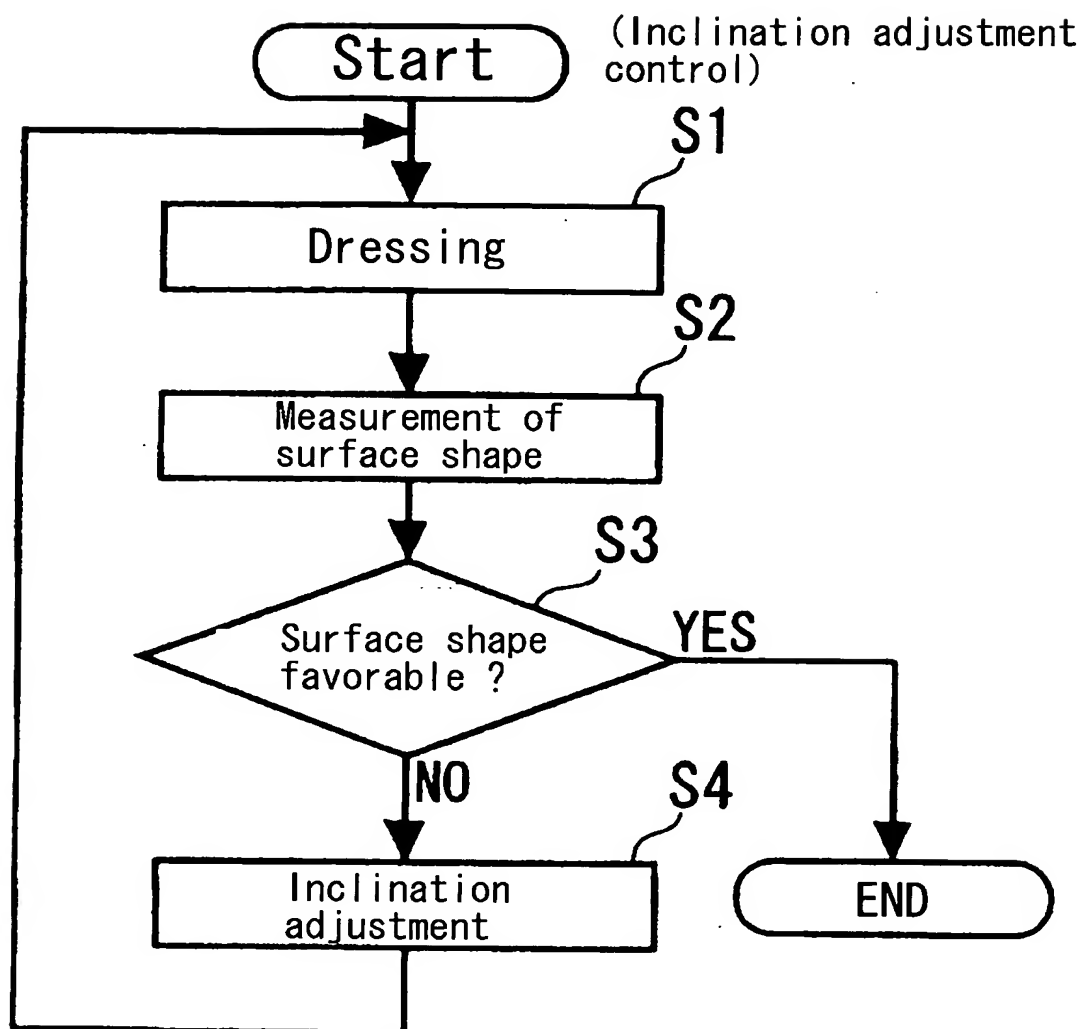 Start
(Inclination adjustment
control)
S1
Dressing
S2
Measurement of
surface shape
S3
Surface shape
favorable ?
YES
NO
S4
Inclination
adjustment
END